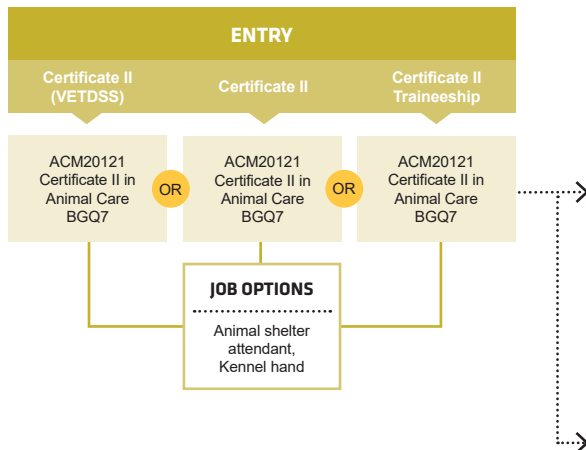 ENTRY
Certificate II
(VETDSS)
Certificate II
Certificate II
Traineeship
ACM20121
Certificate II in
Animal Care
BGQ7
OR
ACM20121
Certificate II in
Animal Care
BGQ7
OR
ACM20121
Certificate II in
Animal Care
BGQ7
JOB OPTIONS
Animal shelter
attendant,
Kennel hand